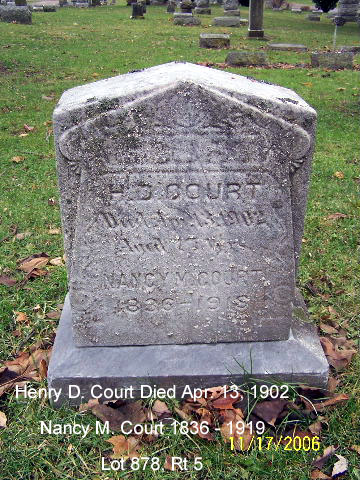 H. D. COURT
Died Apr. 13, 1902
Aged 77 Yrs.
NANCY M. COURT
1836-1919
Henry D. Court Died Apr. 13, 1902
Nancy M. Court 1836 - 1919
11/17/2006
Lot 878, Rt 5